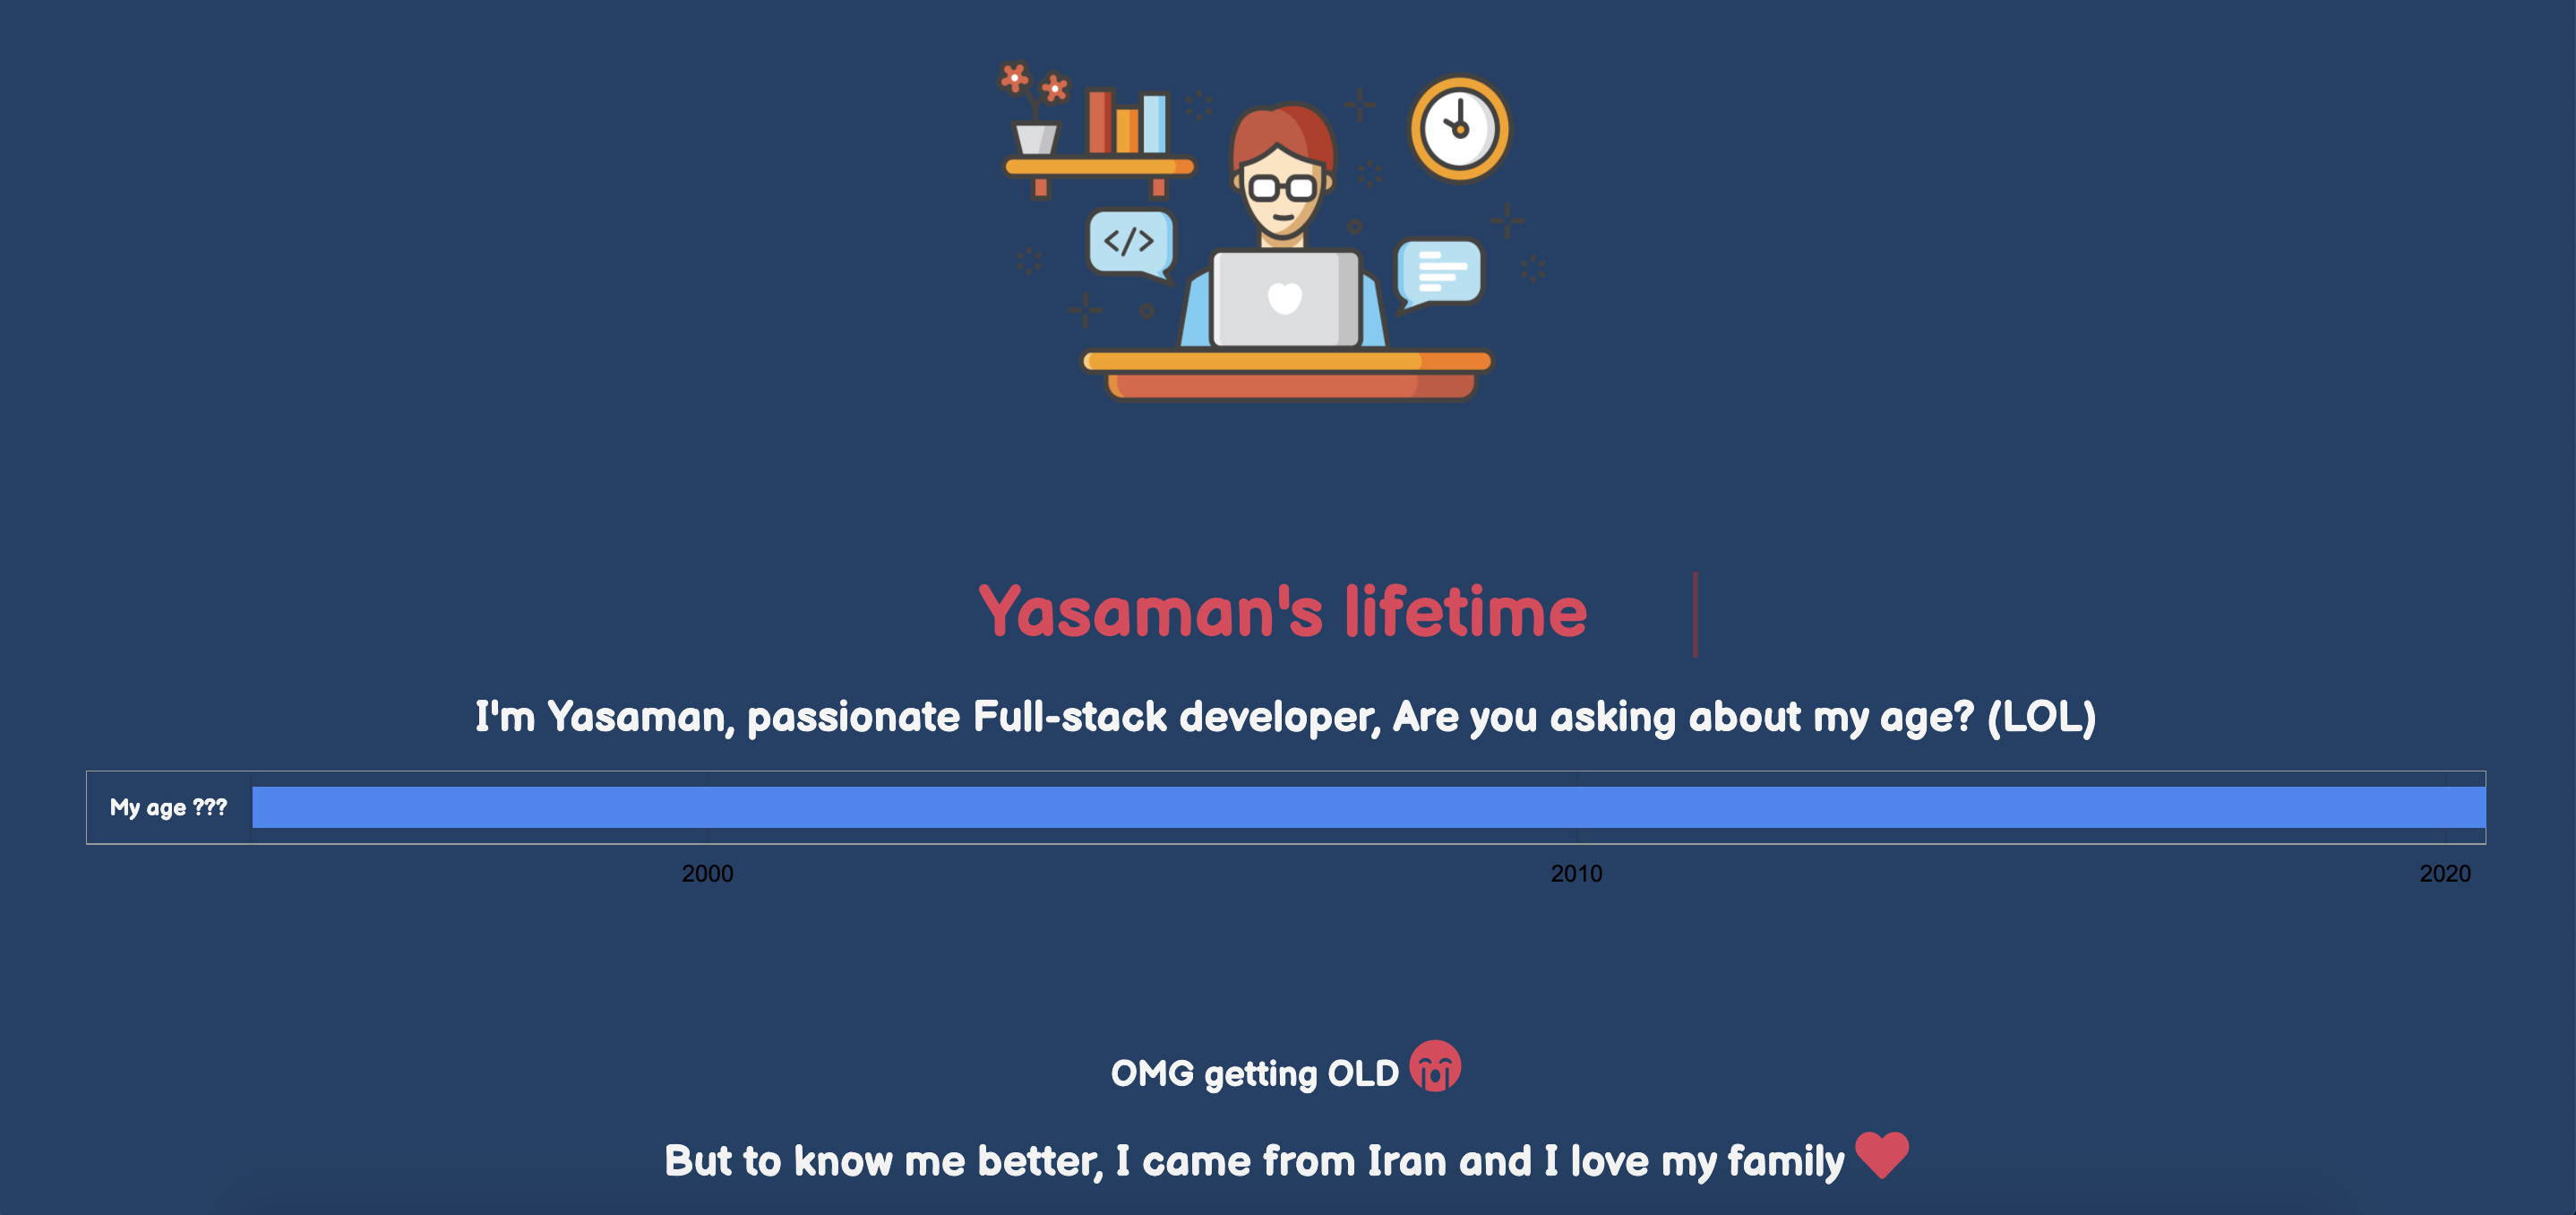 </>
Yasaman's lifetime
I'm Yasaman, passionate Full-stack developer, Are you asking about my age? (LOL)
My age ???
2000 2010 2020
OMG getting OLD
But to know me better, I came from Iran and I love my family